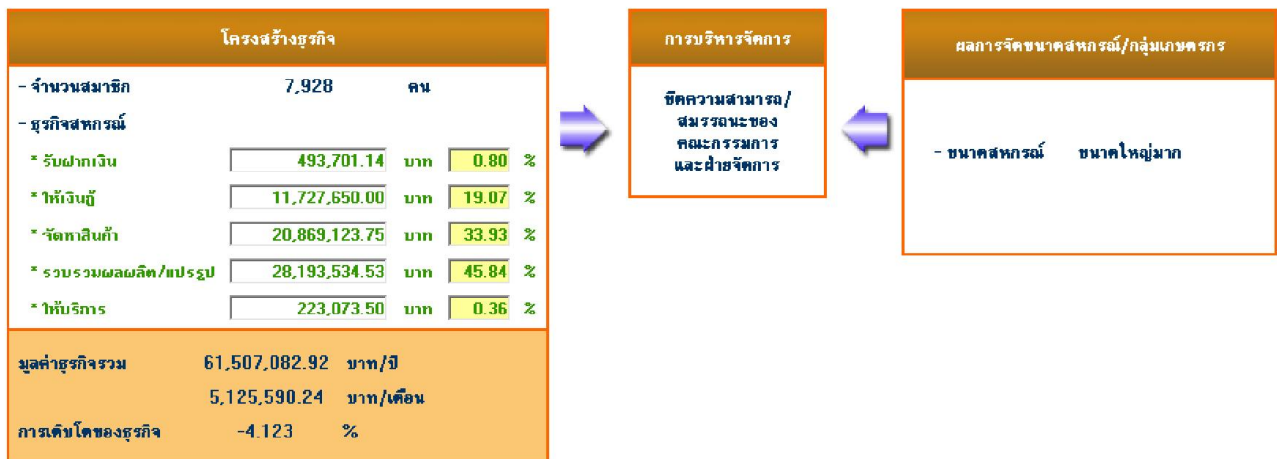 โครงสร้างธุรกิจ
- จำนวนสมาชิก 7,928 คน
- ธุรกิจสหกรณ์
* รับฝากเงิน 493,701.14 บาท 0.80 %
* ให้เงินกู้ 11,727,650.00 บาท 19.07 %
* จัดหาสินค้า 20,869,123.75 บาท 33.93 %
* รวบรวมผลผลิต/แปรรูป 28,193,534.53 บาท 45.84 %
* ให้บริการ 223,073.50 บาท 0.36 %
มูลค่าธุรกิจรวม 61,507,082.92 บาท/ปี
5,125,590.24 บาท/เดือน
การเติบโตของธุรกิจ -4.123 %
การบริหารจัดการ
ขีดความสามารถ/
สมรรถนะของ
คณะกรรมการ
และฝ่ายจัดการ
ผลการจัดขนาดสหกรณ์/กลุ่มเกษตรกร
- ขนาดสหกรณ์ ขนาดใหญ่มาก